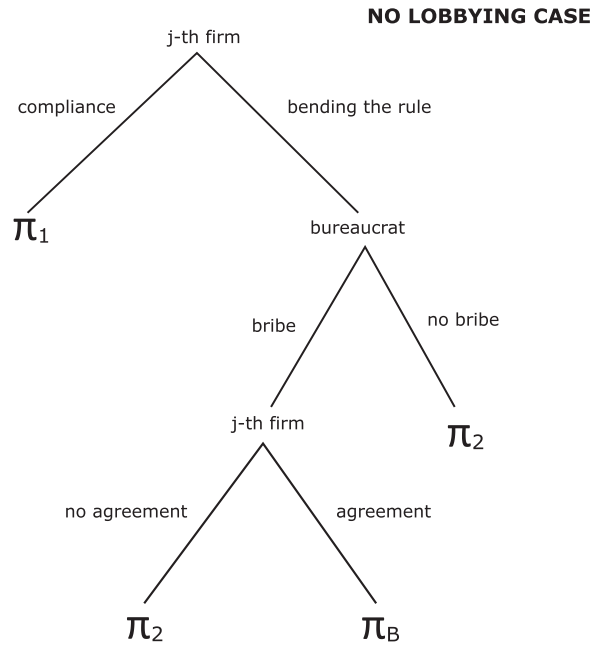 NO LOBBYING CASE
j-th firm
compliance
bending the rule
π1
bureaucrat
bribe
no bribe
j-th firm
π2
no agreement
agreement
π2
πB